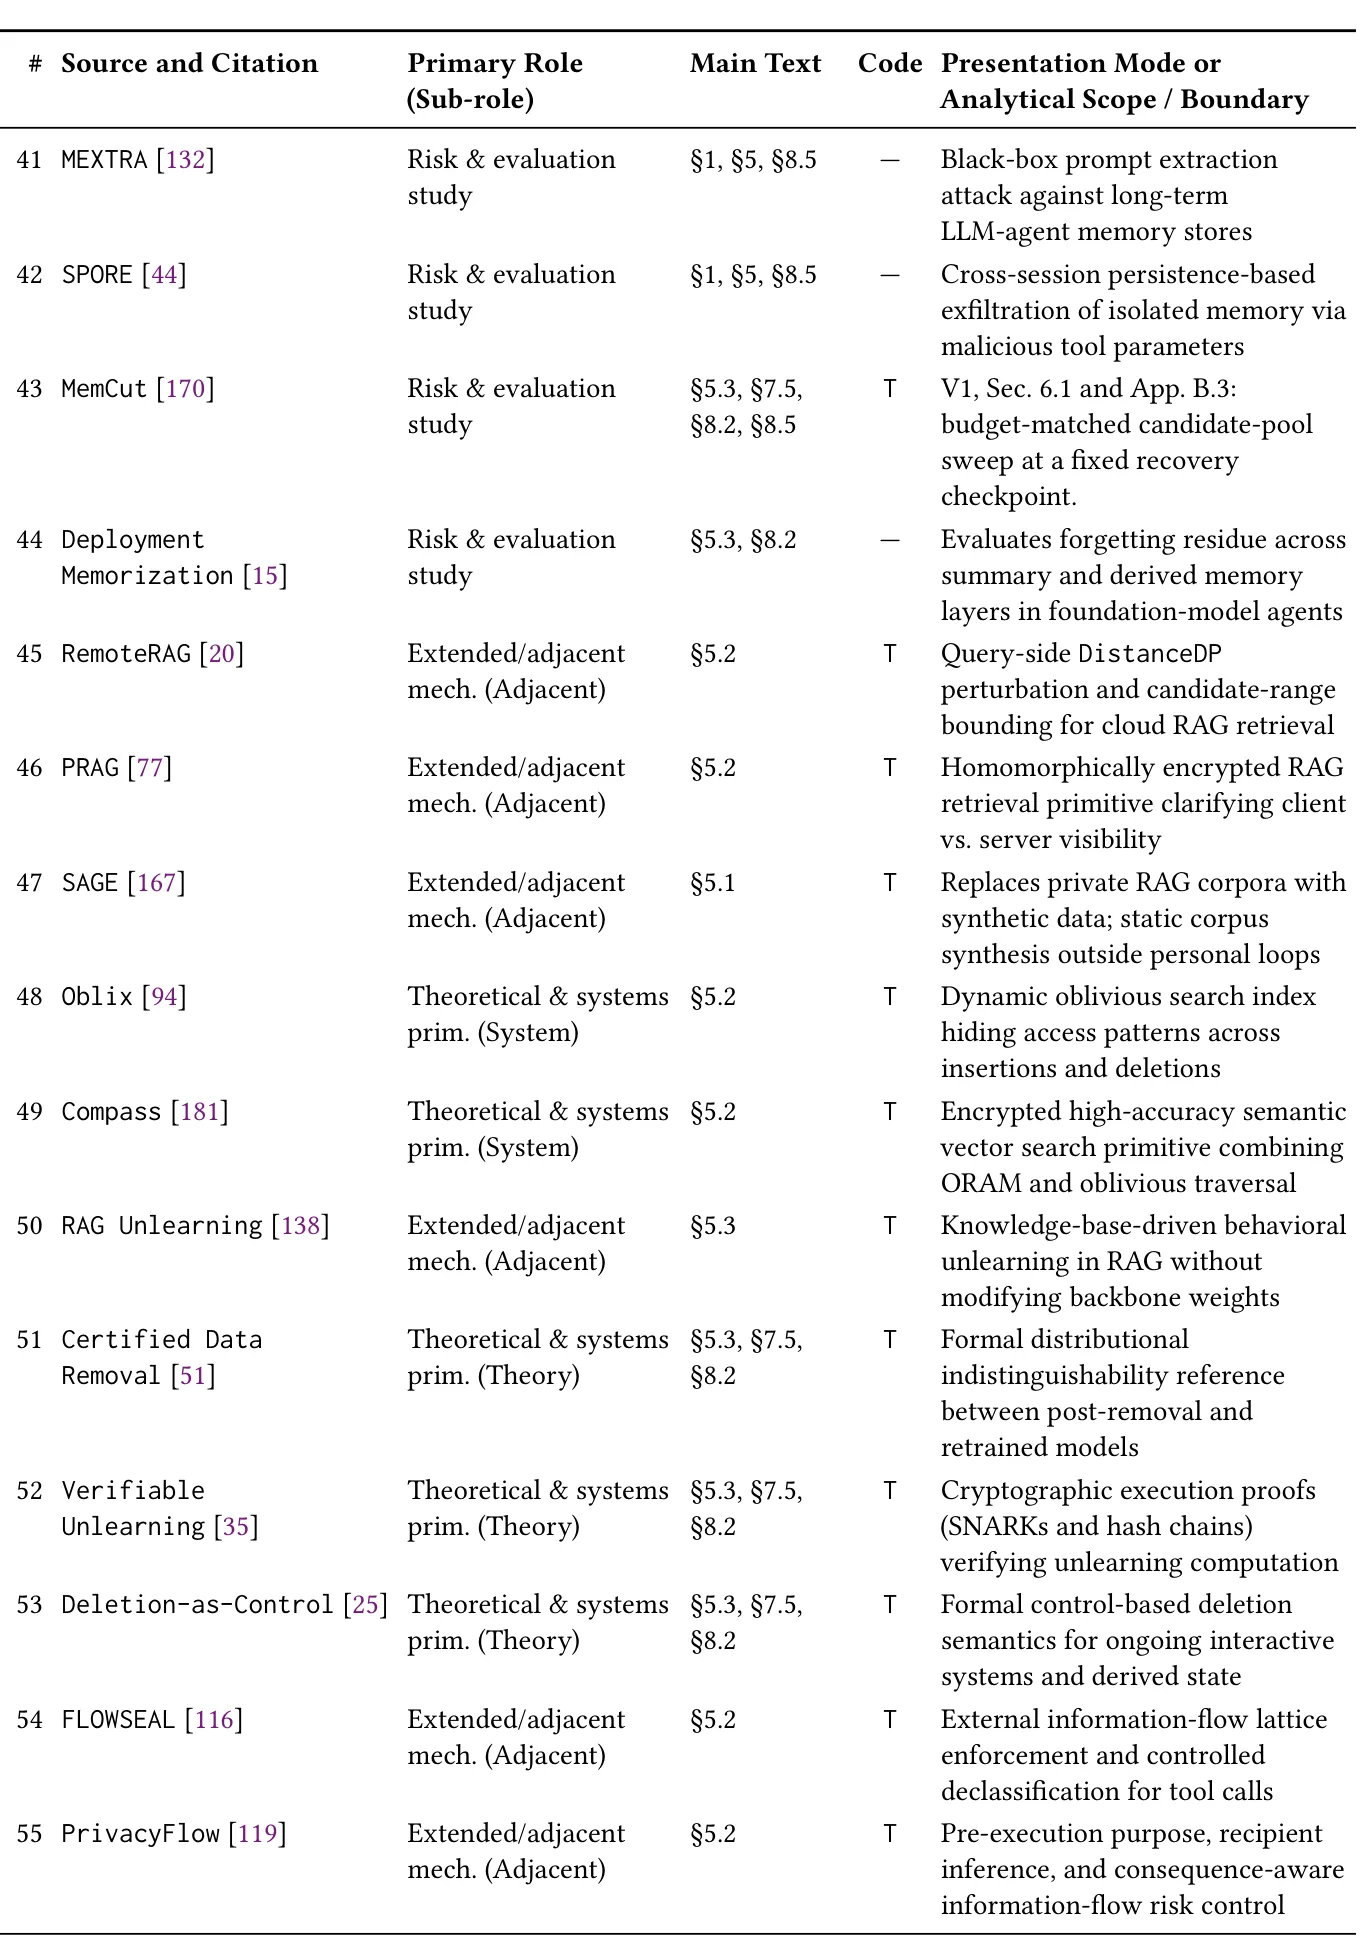 # Source and Citation Primary Role Main Text Code Presentation Mode or
(Sub-role) Analytical Scope / Boundary
41 MEXTRA [132] Risk & evaluation §1, §5, §8.5 — Black-box prompt extraction
study attack against long-term
LLM-agent memory stores
42 SPORE [44] Risk & evaluation §1, §5, §8.5 — Cross-session persistence-based
study exfiltration of isolated memory via
malicious tool parameters
43 MemCut [170] Risk & evaluation §5.3, §7.5, T V1, Sec. 6.1 and App. B.3:
study §8.2, §8.5 budget-matched candidate-pool
sweep at a fixed recovery
checkpoint.
44 Deployment Risk & evaluation §5.3, §8.2 — Evaluates forgetting residue across
Memorization [15] study summary and derived memory
layers in foundation-model agents
45 RemoteRAG [20] Extended/adjacent §5.2 T Query-side DistanceDP
mech. (Adjacent) perturbation and candidate-range
bounding for cloud RAG retrieval
46 PRAG [77] Extended/adjacent §5.2 T Homomorphically encrypted RAG
mech. (Adjacent) retrieval primitive clarifying client
vs. server visibility
47 SAGE [167] Extended/adjacent §5.1 T Replaces private RAG corpora with
mech. (Adjacent) synthetic data; static corpus
synthesis outside personal loops
48 Oblix [94] Theoretical & systems §5.2 T Dynamic oblivious search index
prim. (System) hiding access patterns across
insertions and deletions
49 Compass [181] Theoretical & systems §5.2 T Encrypted high-accuracy semantic
prim. (System) vector search primitive combining
ORAM and oblivious traversal
50 RAG Unlearning [138] Extended/adjacent §5.3 T Knowledge-base-driven behavioral
mech. (Adjacent) unlearning in RAG without
modifying backbone weights
51 Certified Data Theoretical & systems §5.3, §7.5, T Formal distributional
Removal [51] prim. (Theory) §8.2 indistinguishability reference
between post-removal and
retrained models
52 Verifiable Theoretical & systems §5.3, §7.5, T Cryptographic execution proofs
Unlearning [35] prim. (Theory) §8.2 (SNARKs and hash chains)
verifying unlearning computation
53 Deletion-as-Control [25] Theoretical & systems §5.3, §7.5, T Formal control-based deletion
prim. (Theory) §8.2 semantics for ongoing interactive
systems and derived state
54 FLOWSEAL [116] Extended/adjacent §5.2 T External information-flow lattice
mech. (Adjacent) enforcement and controlled
declassification for tool calls
55 PrivacyFlow [119] Extended/adjacent §5.2 T Pre-execution purpose, recipient
mech. (Adjacent) inference, and consequence-aware
information-flow risk control